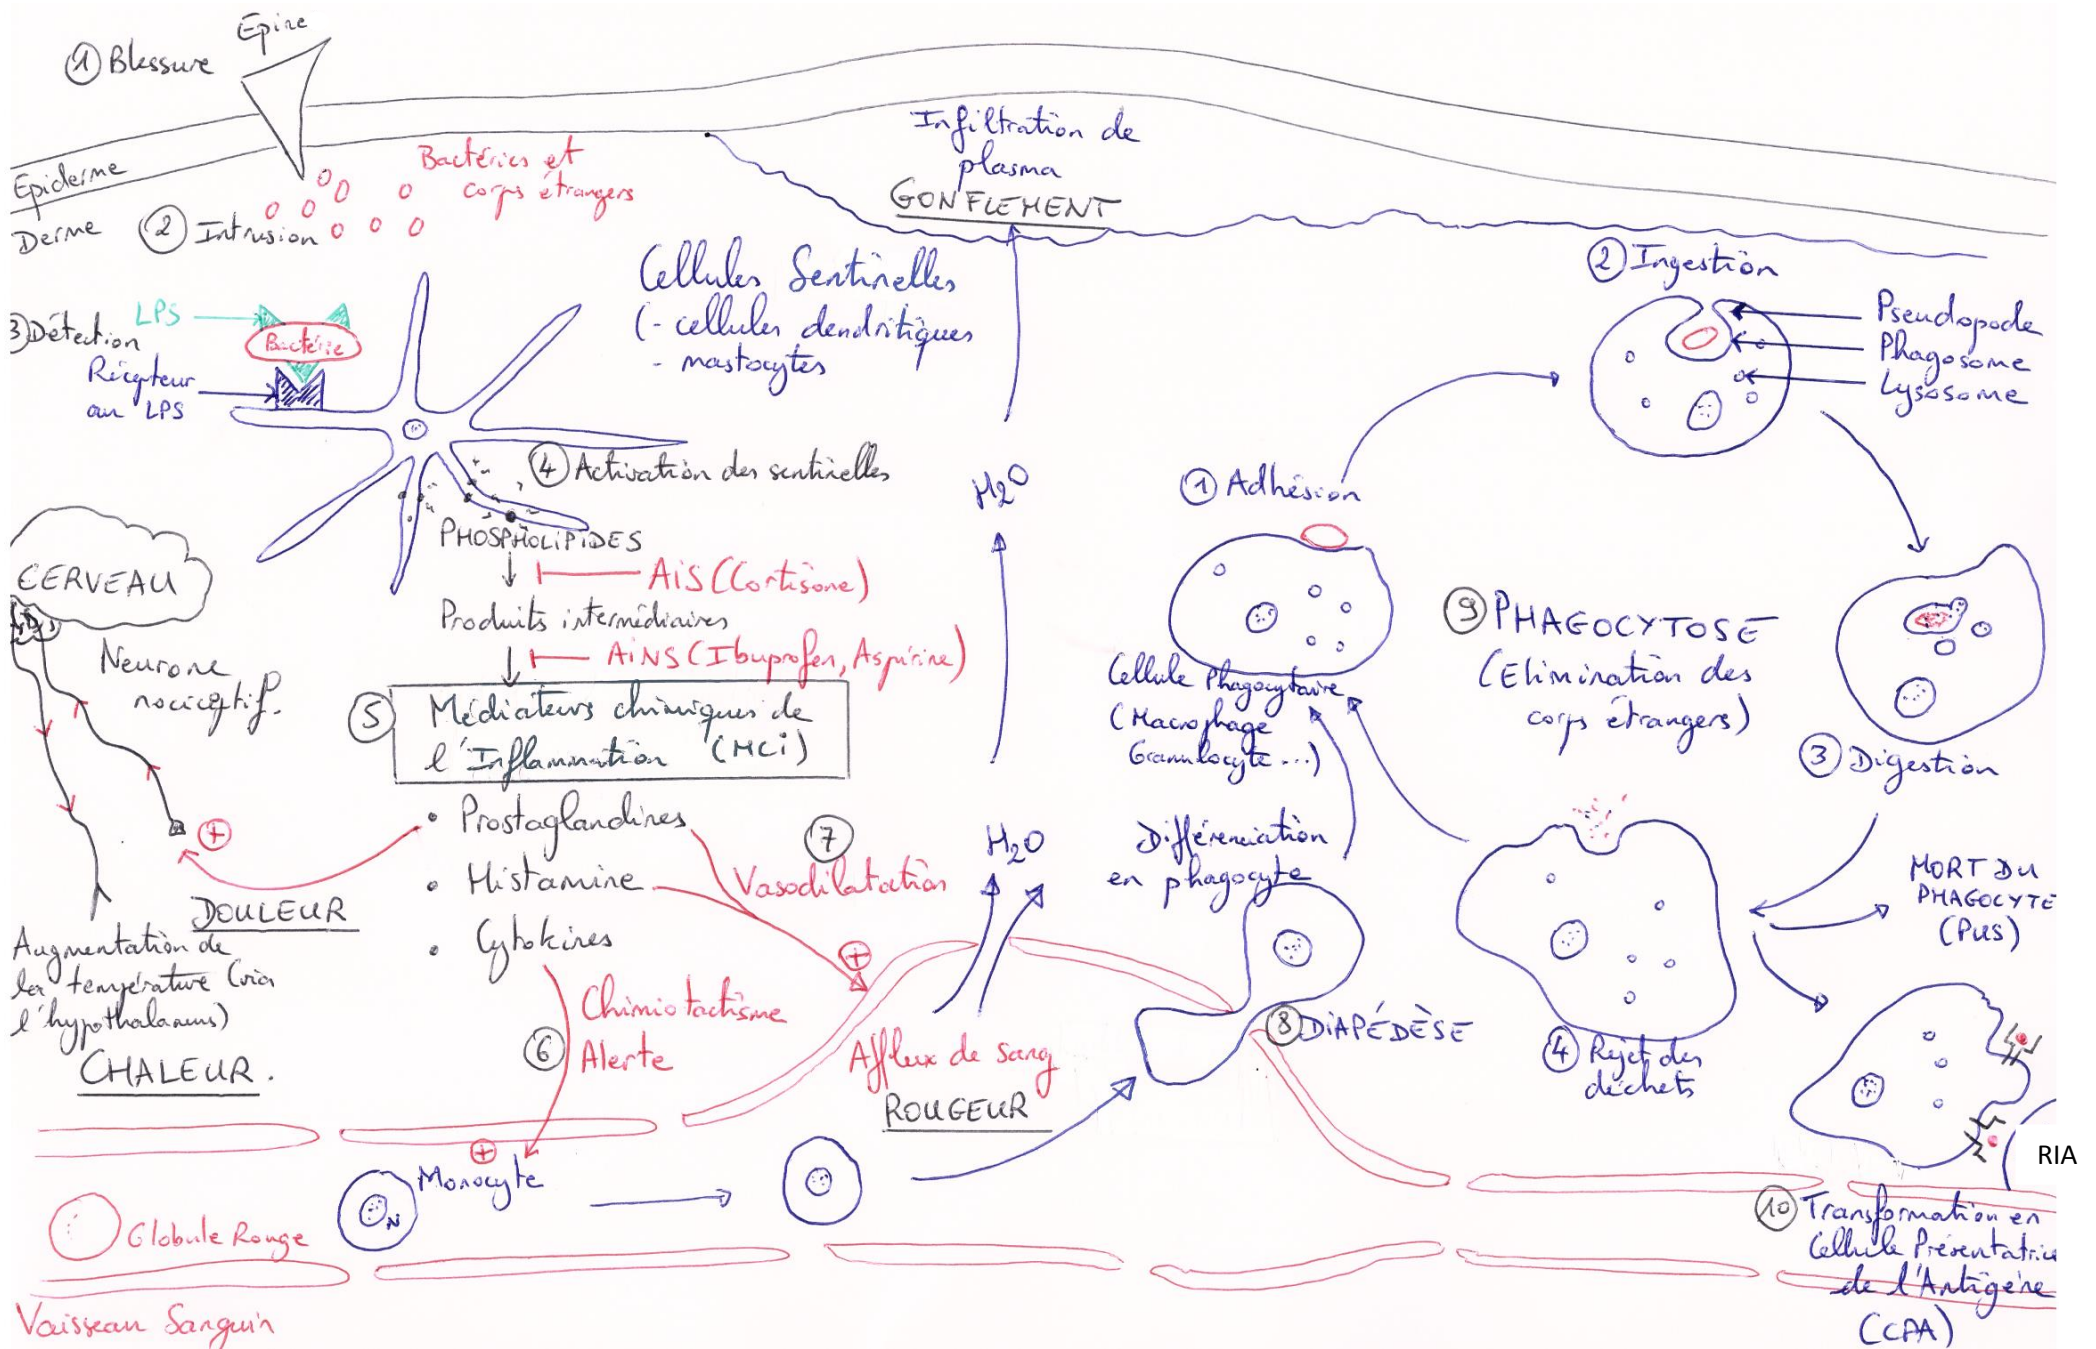 Epine
① Blessure
Epiderme
Derme
② Intrusion
Bactéries et
corps étrangers
Infiltration de
plasma
GONFLEMENT
③ Détection
LPS
Bactérie
Récepteur
au LPS
Cellules Sentinelles
(- cellules dendritiques
- mastocytes
④ Activation des sentinelles
PHOSPHOLIPIDES
AiS (Cortisone)
Produits intermédiaires
AiNS (Ibuprofen, Aspirine)
⑤ Médiateurs chimiques de
l'Inflammation (MCi)
• Prostaglandines
• Histamine
• Cytokines
CERVEAU
Neurone
nociceptif.
+
DOULEUR
Augmentation de
la température (via
l'hypothalamus)
CHALEUR.
⑦
Vasodilatation
+
⑥
Chimiotactisme
Alerte
Afflux de sang
ROUGEUR
H2O
H2O
+
Monocyte
N
Globule Rouge
Vaisseau Sanguin
⑧ DIAPÉDÈSE
Différenciation
en phagocyte
Cellule Phagocytaire
(Macrophage
Granulocyte...)
⑨ PHAGOCYTOSE
(Elimination des
corps étrangers)
① Adhésion
② Ingestion
Pseudopode
Phagosome
Lysosome
③ Digestion
④ Rejet des
déchets
MORT DU
PHAGOCYTE
(Pus)
RIA
⑩ Transformation en
Cellule Présentatrice
de l'Antigène
(CPA)